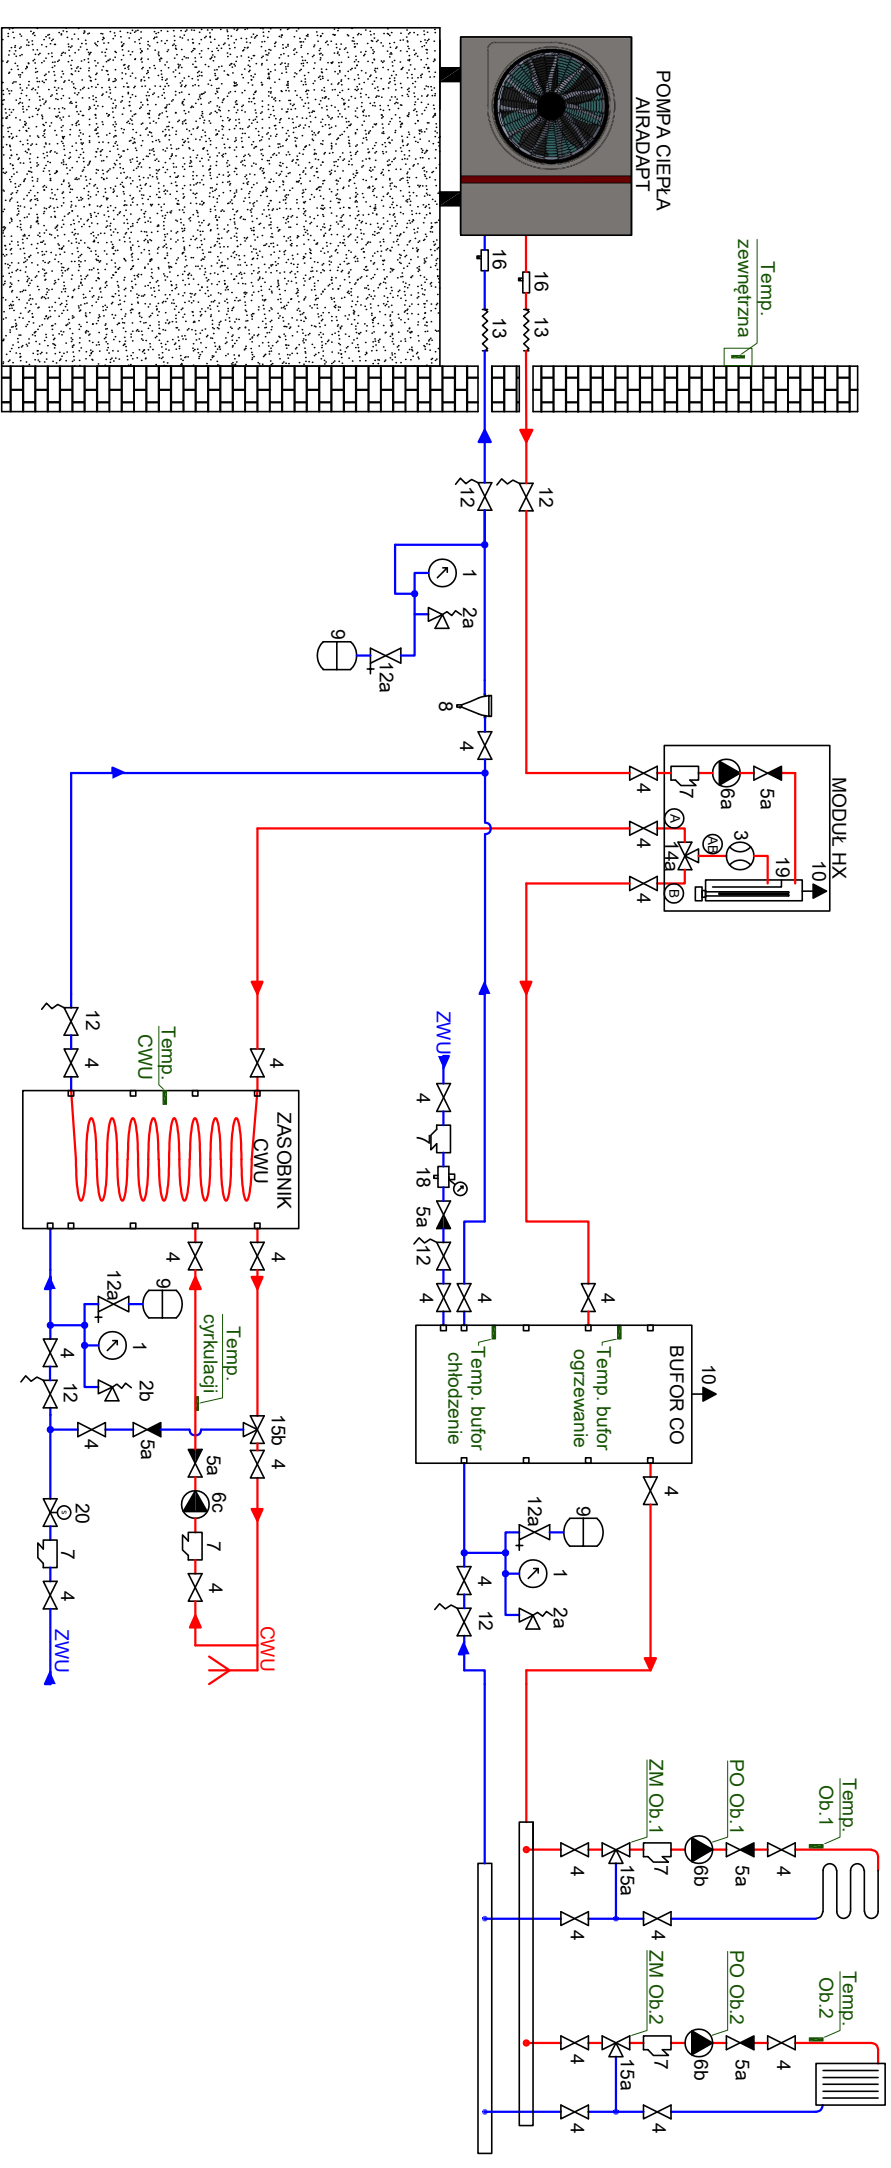 POMPA CIEPŁA
AIRADAPT
Temp.
zewnętrzna
16
16
13
13
12
12
1
2a
9
12a
8
4
MODUŁ HX
4
17
6a
5a
A
4
14a
AB
3
19
10
B
4
ZWU
4
7
18
5a
12
4
4
4
12
4
Temp.
CWU
4
ZASOBNIK
CWU
BUFOR CO
10
Temp. bufor
ogrzewanie
Temp. bufor
chłodzenie
4
4
12a
9
1
2b
4
12
4
5a
15b
4
Temp.
cyrkulacji
5a
6c
7
4
20
S
7
4
ZWU
CWU
4
12a
9
1
2a
4
12
ZM Ob.1
PO Ob.1
Temp.
Ob.1
4
15a
17
6b
5a
4
4
4
ZM Ob.2
PO Ob.2
Temp.
Ob.2
4
15a
17
6b
5a
4
4
4